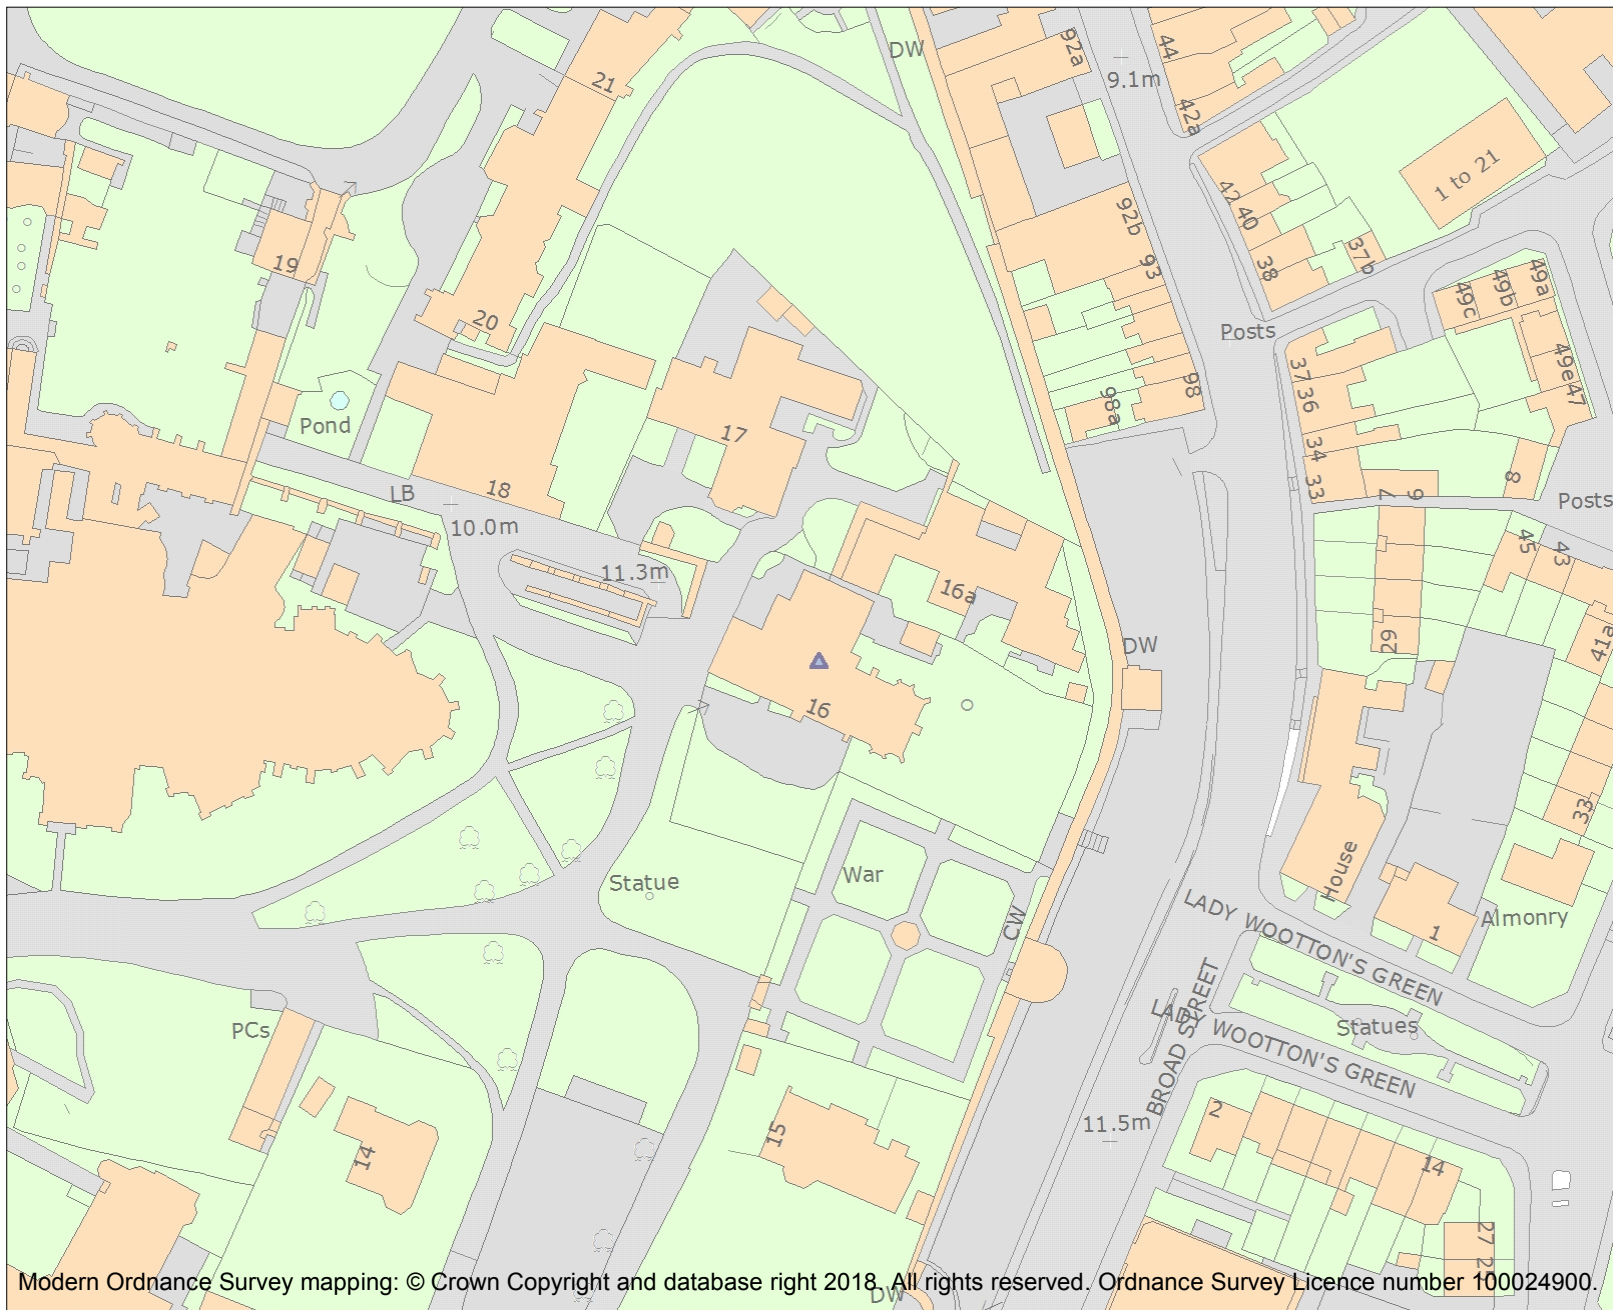 DW
92a
44
9.1m
21
42a
1 to 21
42
40
92b
37b
38
93
19
49a
49b
49c
20
Posts
49e
47
37
36
98
98a
Pond
17
34
33
8
LB
18
7
6
Posts
10.0m
45
43
11.3m
16a
29
41a
DW
16
33
House
War
Statue
CW
LADY WOOTTON'S GREEN
1
Almonry
BROAD STREET
LADY WOOTTON'S GREEN
Statues
PCs
11.5m
2
15
14
14
27
DW
Modern Ordnance Survey mapping: © Crown Copyright and database right 2018. All rights reserved. Ordnance Survey Licence number 100024900.